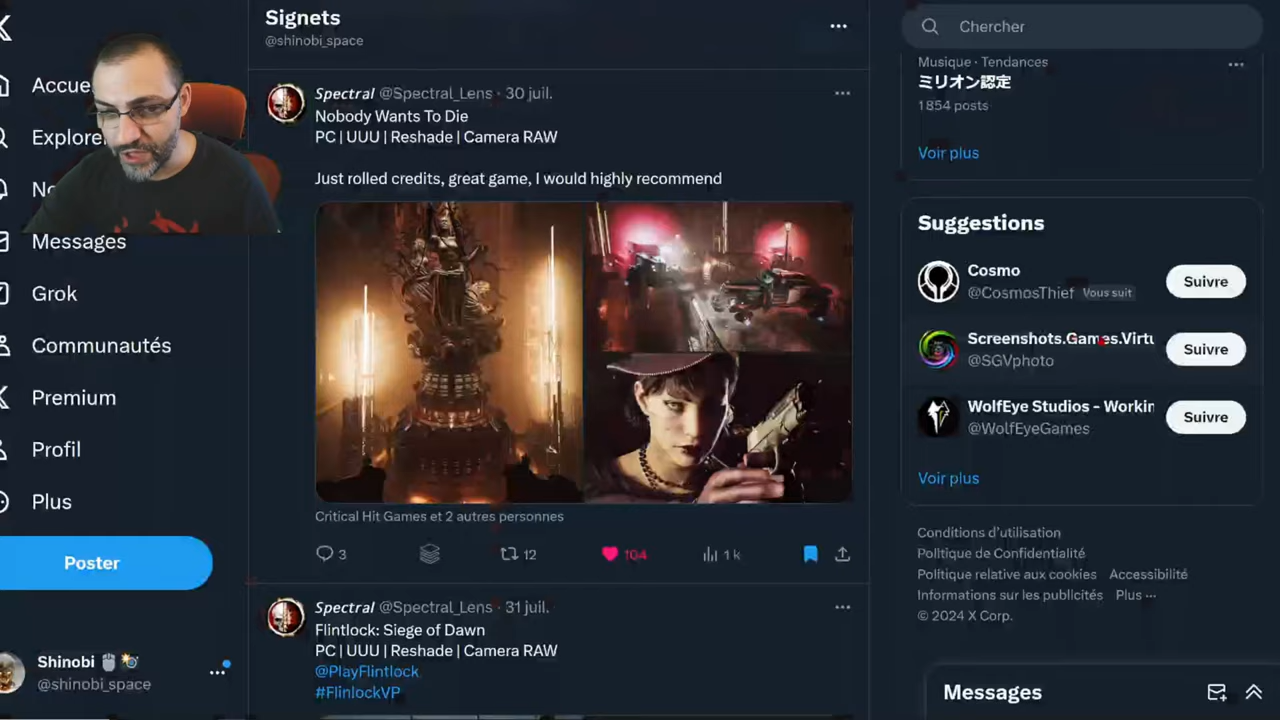 Accue
Explorer
No
Messages
Grok
Communautés
Premium
Profil
Plus
Poster
Shinobi
@shinobi_space
Signets
@shinobi_space
Spectral @Spectral_Lens · 30 juil.
Nobody Wants To Die
PC | UUU | Reshade | Camera RAW
Just rolled credits, great game, I would highly recommend
Critical Hit Games et 2 autres personnes
3
12
104
1 k
Spectral @Spectral_Lens · 31 juil.
Flintlock: Siege of Dawn
PC | UUU | Reshade | Camera RAW
@PlayFlintlock
#FlinlockVP
Chercher
Musique · Tendances
ミリオン認定
1854 posts
Voir plus
Suggestions
Cosmo
@CosmosThief Vous suit
Suivre
Screenshots.Games.Virtu
@SGVphoto
Suivre
WolfEye Studios - Workin
@WolfEyeGames
Suivre
Voir plus
Conditions d’utilisation
Politique de Confidentialité
Politique relative aux cookies Accessibilité
Informations sur les publicités Plus ···
© 2024 X Corp.
Messages